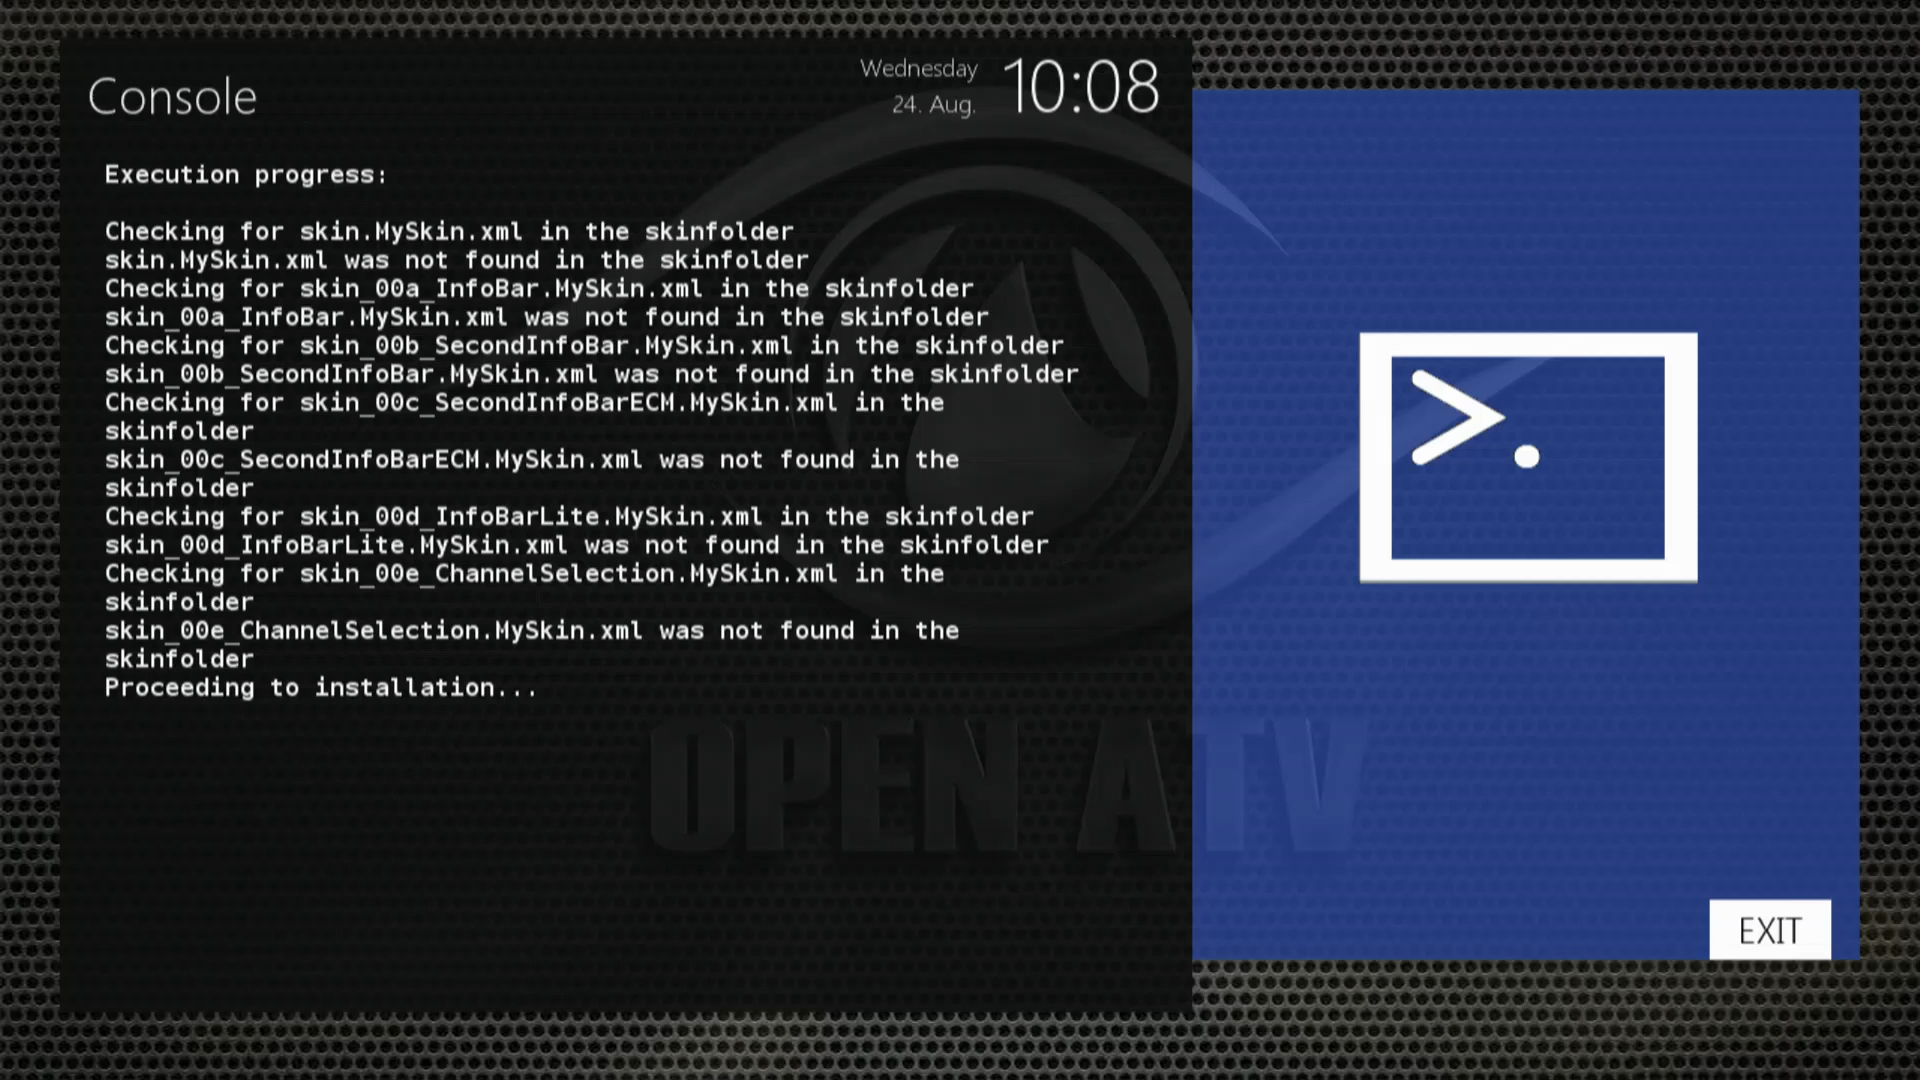 Console
Wednesday
24. Aug.
10:08
Execution progress:
Checking for skin.MySkin.xml in the skinfolder
skin.MySkin.xml was not found in the skinfolder
Checking for skin_00a_InfoBar.MySkin.xml in the skinfolder
skin_00a_InfoBar.MySkin.xml was not found in the skinfolder
Checking for skin_00b_SecondInfoBar.MySkin.xml in the skinfolder
skin_00b_SecondInfoBar.MySkin.xml was not found in the skinfolder
Checking for skin_00c_SecondInfoBarECM.MySkin.xml in the
skinfolder
skin_00c_SecondInfoBarECM.MySkin.xml was not found in the
skinfolder
Checking for skin_00d_InfoBarLite.MySkin.xml in the skinfolder
skin_00d_InfoBarLite.MySkin.xml was not found in the skinfolder
Checking for skin_00e_ChannelSelection.MySkin.xml in the
skinfolder
skin_00e_ChannelSelection.MySkin.xml was not found in the
skinfolder
Proceeding to installation...
>.
OPEN ATV
EXIT